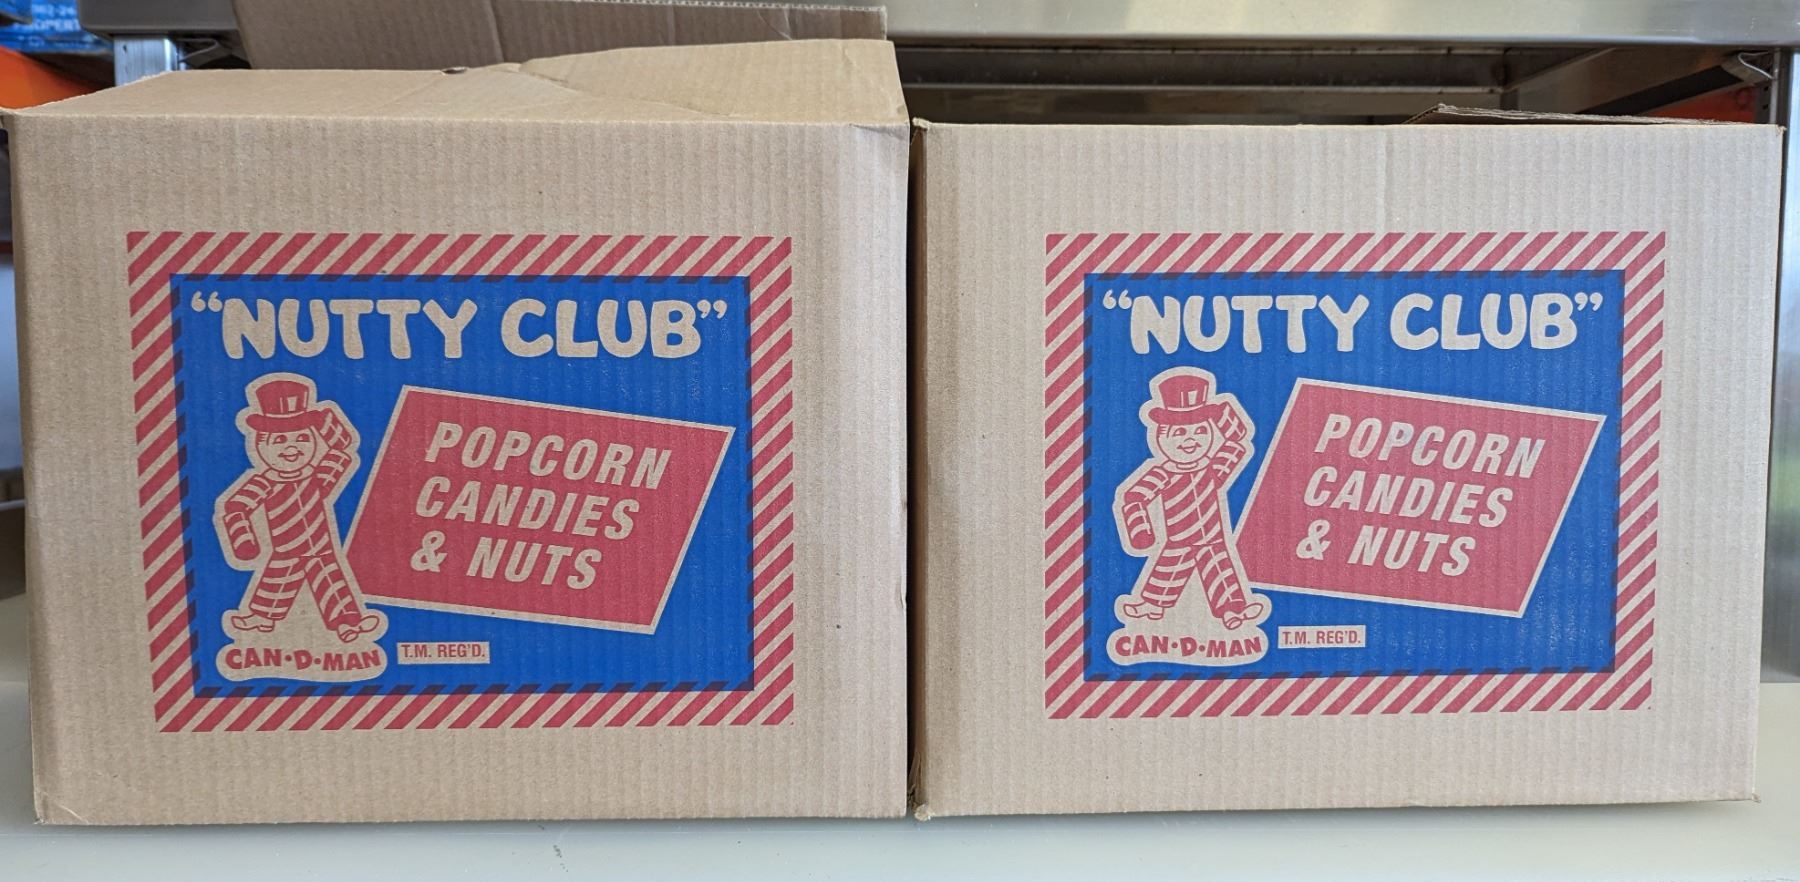 "NUTTY CLUB"
POPCORN
CANDIES
& NUTS
CAN·D·MAN
T.M. REG'D.
"NUTTY CLUB"
POPCORN
CANDIES
& NUTS
CAN·D·MAN
T.M. REG'D.